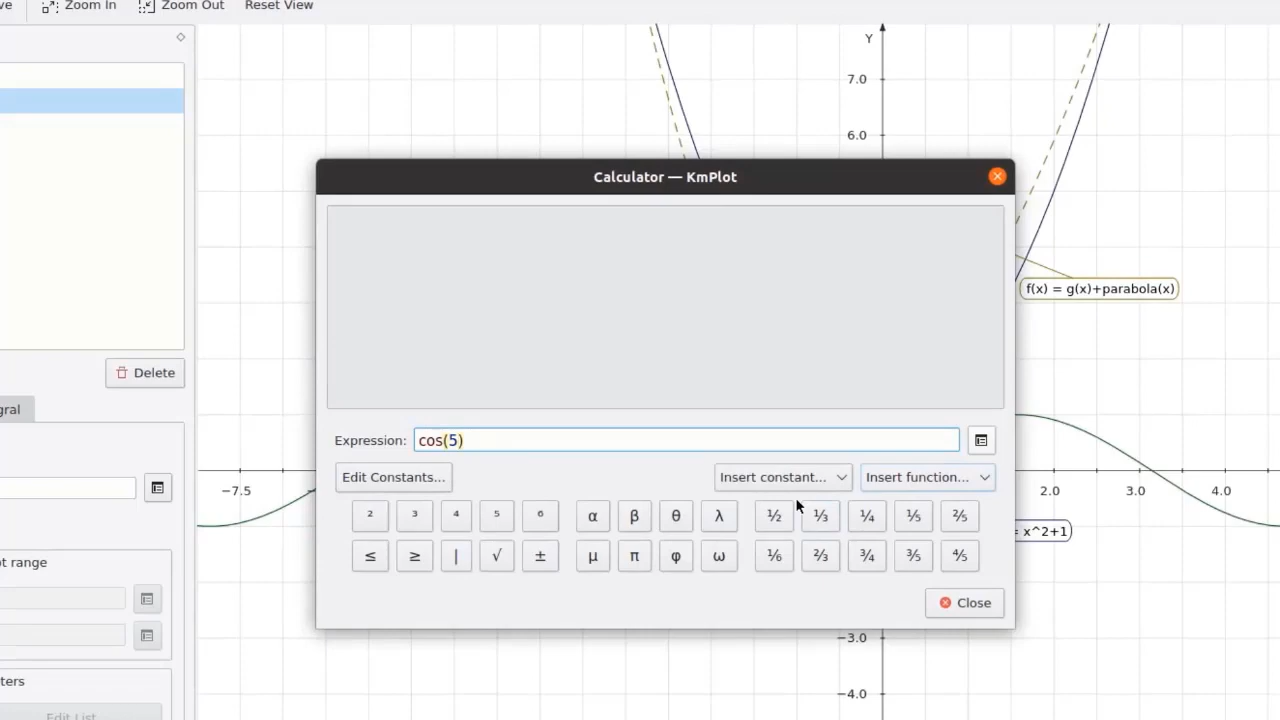 ve Zoom In Zoom Out Reset View
Y
7.0
6.0
Calculator — KmPlot
f(x) = g(x)+parabola(x)
Delete
gral
Expression: cos(5)
Edit Constants... Insert constant... Insert function...
−7.5 2.0 3.0 4.0
² ³ ⁴ ⁵ ⁶ α β θ λ ½ ⅓ ¼ ⅕ ⅖
= x^2+1
≤ ≥ | √ ± μ π φ ω ⅙ ⅔ ¾ ⅗ ⅘
ot range
Close
−3.0
ters
−4.0
Edit List...